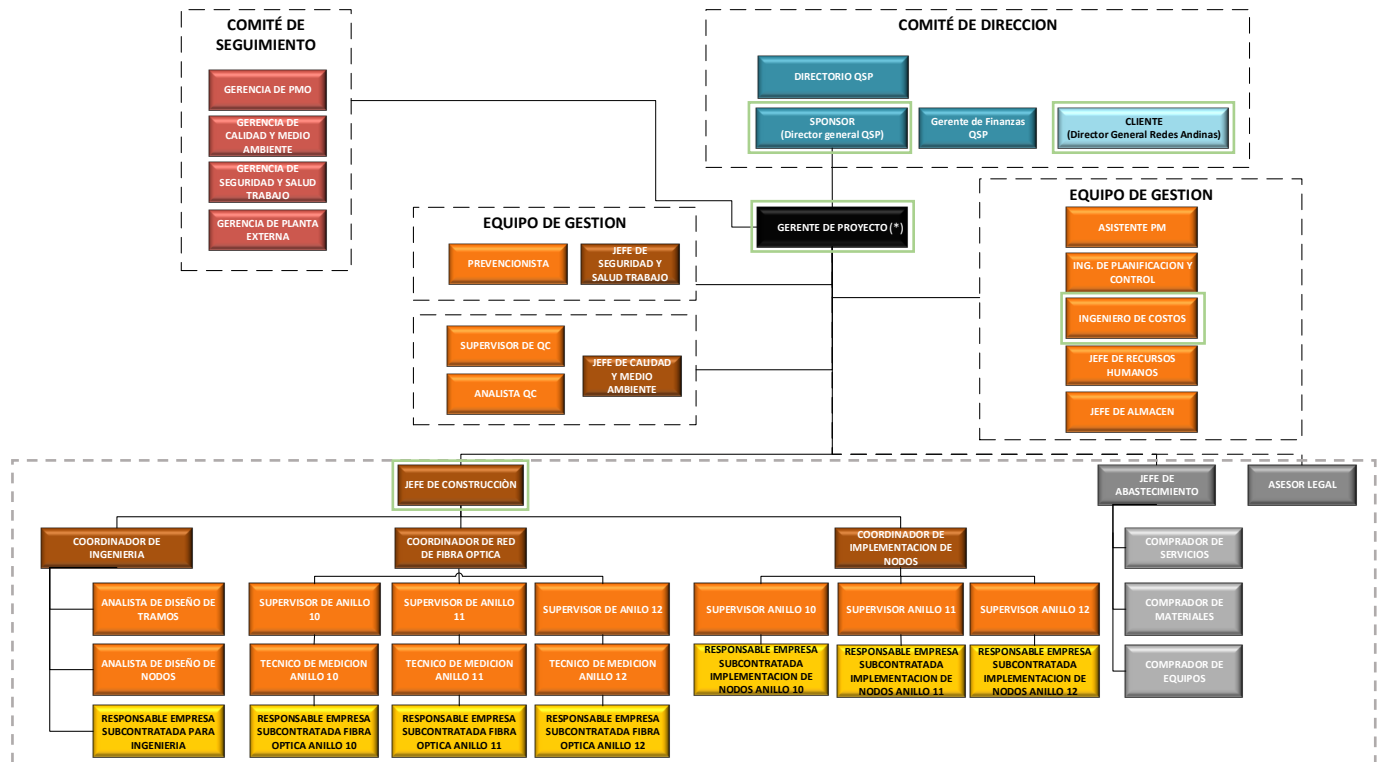 COMITÉ DE
SEGUIMIENTO
GERENCIA DE PMO
GERENCIA DE
CALIDAD Y MEDIO
AMBIENTE
GERENCIA DE
SEGURIDAD Y SALUD
TRABAJO
GERENCIA DE PLANTA
EXTERNA
COMITÉ DE DIRECCION
DIRECTORIO QSP
SPONSOR
(Director general QSP)
Gerente de Finanzas
QSP
CLIENTE
(Director General Redes Andinas)
GERENTE DE PROYECTO (*)
EQUIPO DE GESTION
PREVENCIONISTA
JEFE DE
SEGURIDAD Y
SALUD TRABAJO
SUPERVISOR DE QC
ANALISTA QC
JEFE DE CALIDAD
Y MEDIO
AMBIENTE
EQUIPO DE GESTION
ASISTENTE PM
ING. DE PLANIFICACION Y
CONTROL
INGENIERO DE COSTOS
JEFE DE RECURSOS
HUMANOS
JEFE DE ALMACEN
JEFE DE CONSTRUCCIÒN
JEFE DE
ABASTECIMIENTO
ASESOR LEGAL
COORDINADOR DE
INGENIERIA
COORDINADOR DE RED
DE FIBRA OPTICA
COORDINADOR DE
IMPLEMENTACION DE
NODOS
COMPRADOR DE
SERVICIOS
COMPRADOR DE
MATERIALES
COMPRADOR DE
EQUIPOS
ANALISTA DE DISEÑO DE
TRAMOS
ANALISTA DE DISEÑO DE
NODOS
RESPONSABLE EMPRESA
SUBCONTRATADA PARA
INGENIERIA
SUPERVISOR DE ANILLO
10
SUPERVISOR DE ANILLO
11
SUPERVISOR DE ANILO 12
TECNICO DE MEDICION
ANILLO 10
TECNICO DE MEDICION
ANILLO 11
TECNICO DE MEDICION
ANILLO 12
RESPONSABLE EMPRESA
SUBCONTRATADA FIBRA
OPTICA ANILLO 10
RESPONSABLE EMPRESA
SUBCONTRATADA FIBRA
OPTICA ANILLO 11
RESPONSABLE EMPRESA
SUBCONTRATADA FIBRA
OPTICA ANILLO 12
SUPERVISOR ANILLO 10
SUPERVISOR ANILLO 11
SUPERVISOR ANILLO 12
RESPONSABLE EMPRESA
SUBCONTRATADA
IMPLEMENTACION DE
NODOS ANILLO 10
RESPONSABLE EMPRESA
SUBCONTRATADA
IMPLEMENTACION DE
NODOS ANILLO 11
RESPONSABLE EMPRESA
SUBCONTRATADA
IMPLEMENTACION DE
NODOS ANILLO 12